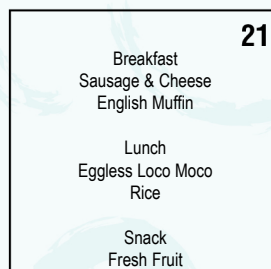 21
Breakfast
Sausage & Cheese
English Muffin
Lunch
Eggless Loco Moco
Rice
Snack
Fresh Fruit